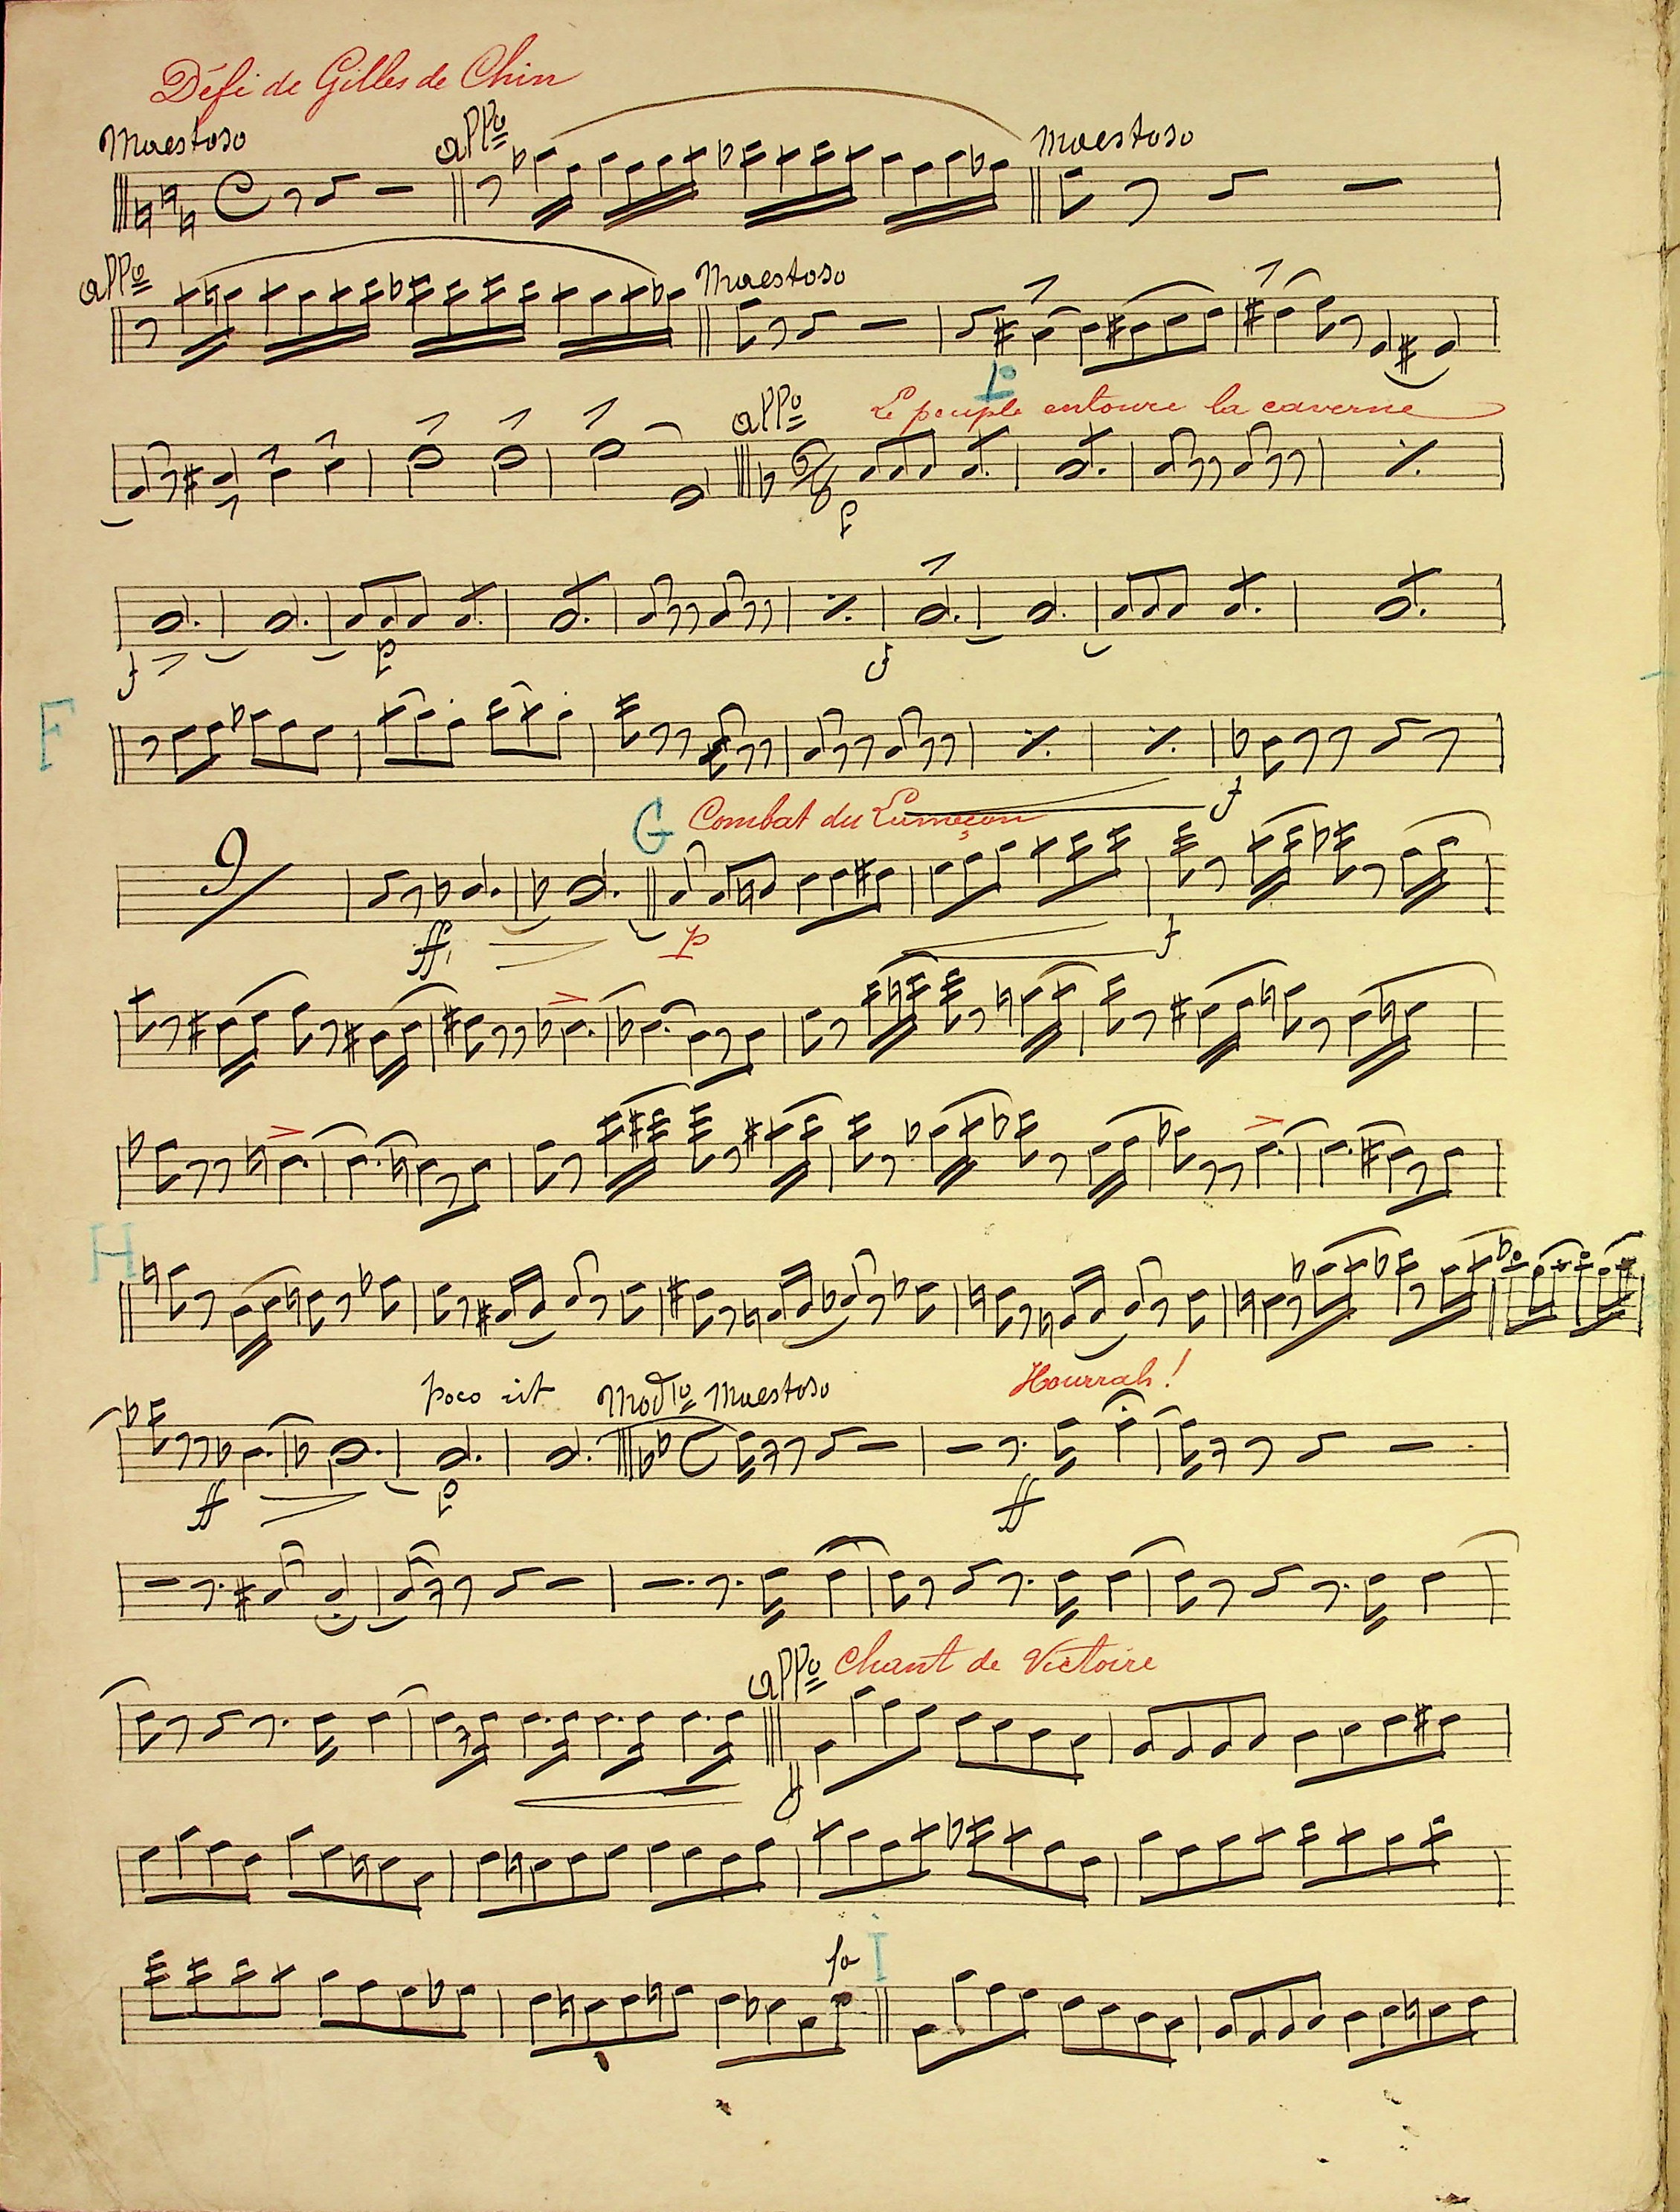 Défi de Gilles de Chin
Maestoso
allo
Maestoso
allo
Maestoso
allo
Le peuple entoure la caverne
p
f
p
f
F
f
9
G Combat du Lumeçon
ff
p
f
H
poco rit
Modto Maestoso
Hourrah!
ff
p
ff
allo
Chant de Victoire
ff
fa
I